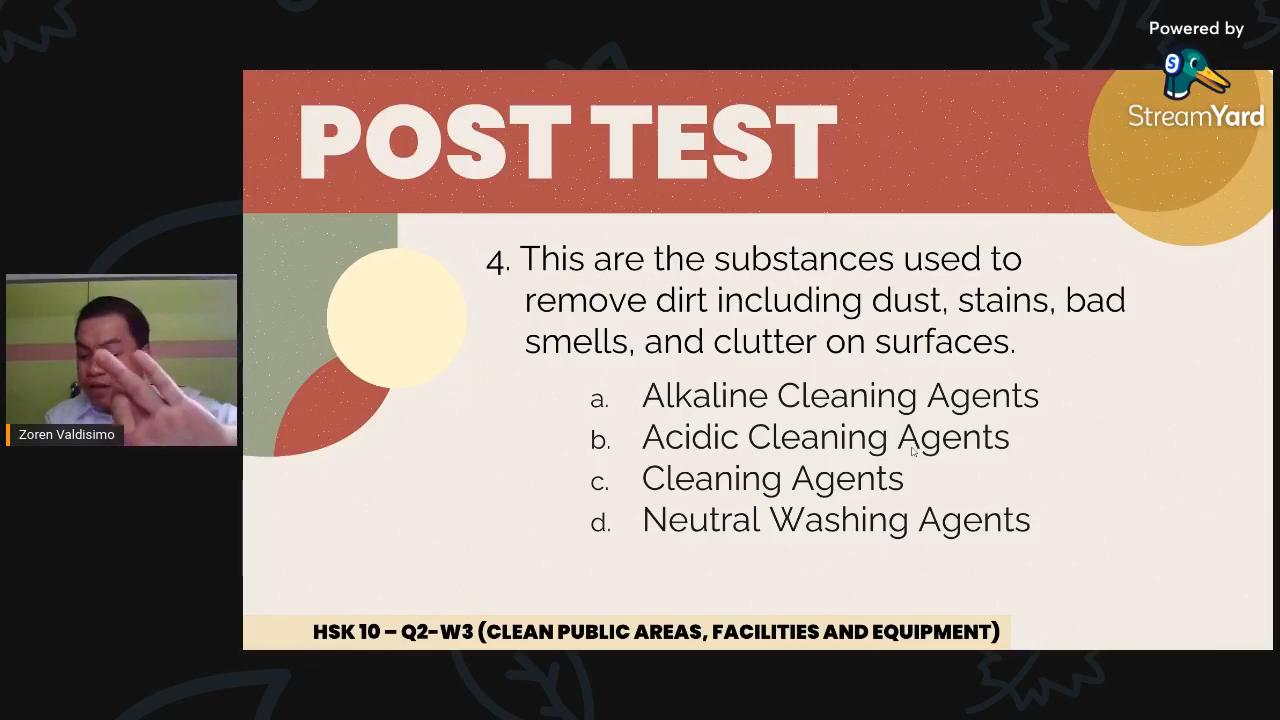 Powered by
S
StreamYard
POST TEST
4. This are the substances used to
remove dirt including dust, stains, bad
smells, and clutter on surfaces.
a. Alkaline Cleaning Agents
b. Acidic Cleaning Agents
c. Cleaning Agents
d. Neutral Washing Agents
Zoren Valdisimo
HSK 10 – Q2-W3 (CLEAN PUBLIC AREAS, FACILITIES AND EQUIPMENT)